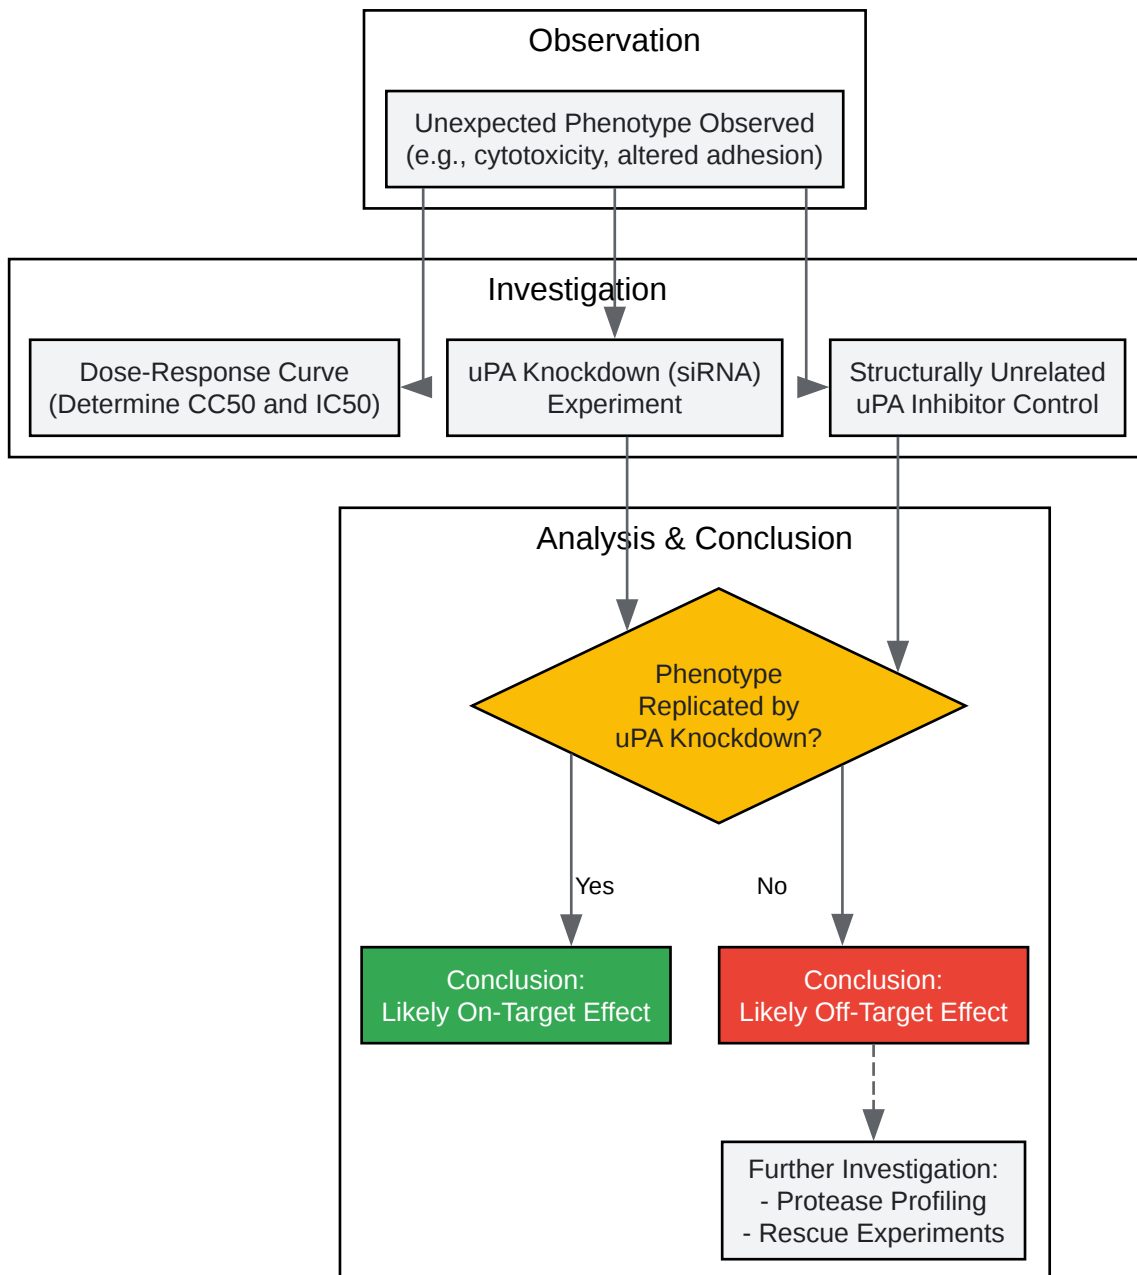 Observation
Unexpected Phenotype Observed
(e.g., cytotoxicity, altered adhesion)
Investigation
Dose-Response Curve
(Determine CC50 and IC50)
uPA Knockdown (siRNA)
Experiment
Structurally Unrelated
uPA Inhibitor Control
Analysis & Conclusion
Phenotype
Replicated by
uPA Knockdown?
Yes
No
Conclusion:
Likely On-Target Effect
Conclusion:
Likely Off-Target Effect
Further Investigation:
- Protease Profiling
- Rescue Experiments